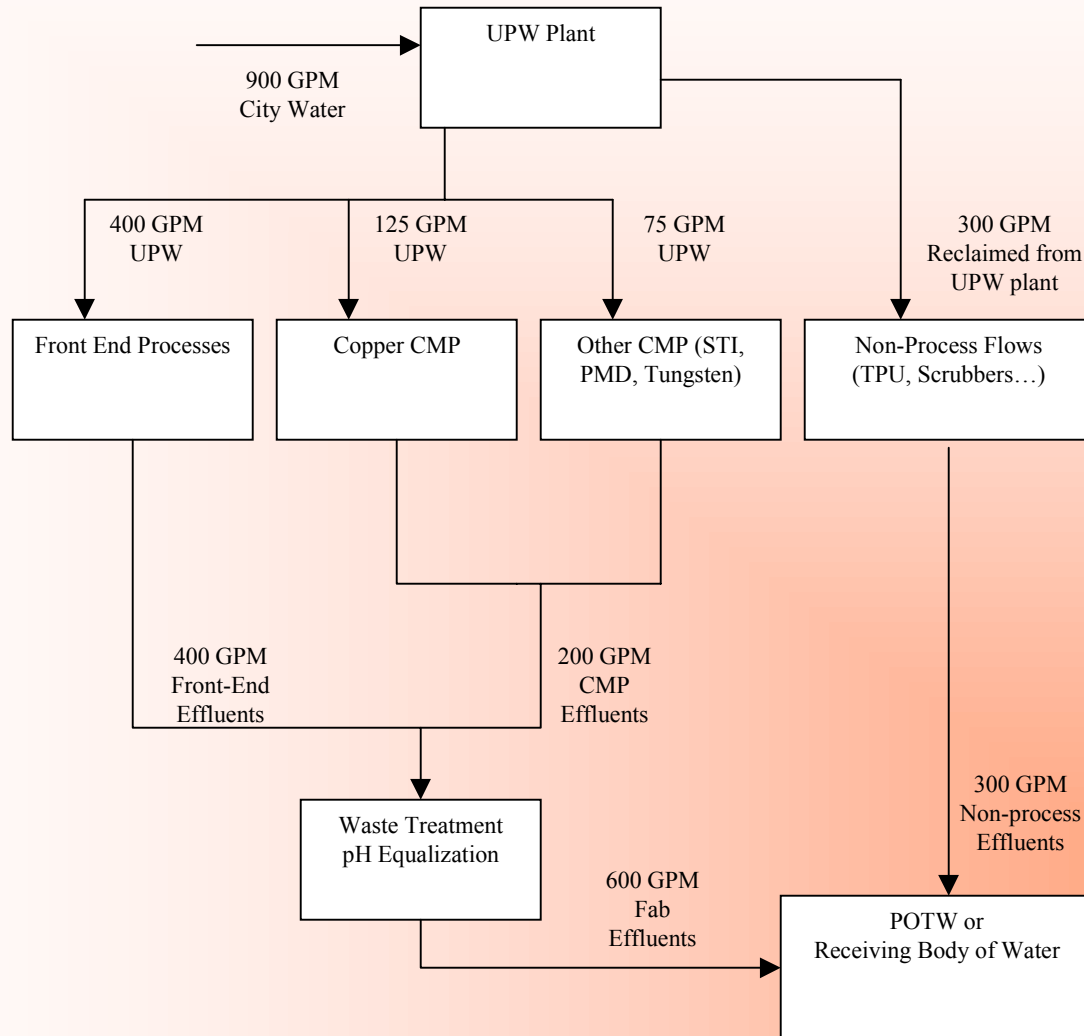 UPW Plant
900 GPM
City Water
400 GPM
UPW
125 GPM
UPW
75 GPM
UPW
300 GPM
Reclaimed from
UPW plant
Front End Processes
Copper CMP
Other CMP (STI,
PMD, Tungsten)
Non-Process Flows
(TPU, Scrubbers…)
400 GPM
Front-End
Effluents
200 GPM
CMP
Effluents
300 GPM
Non-process
Effluents
Waste Treatment
pH Equalization
600 GPM
Fab
Effluents
POTW or
Receiving Body of Water